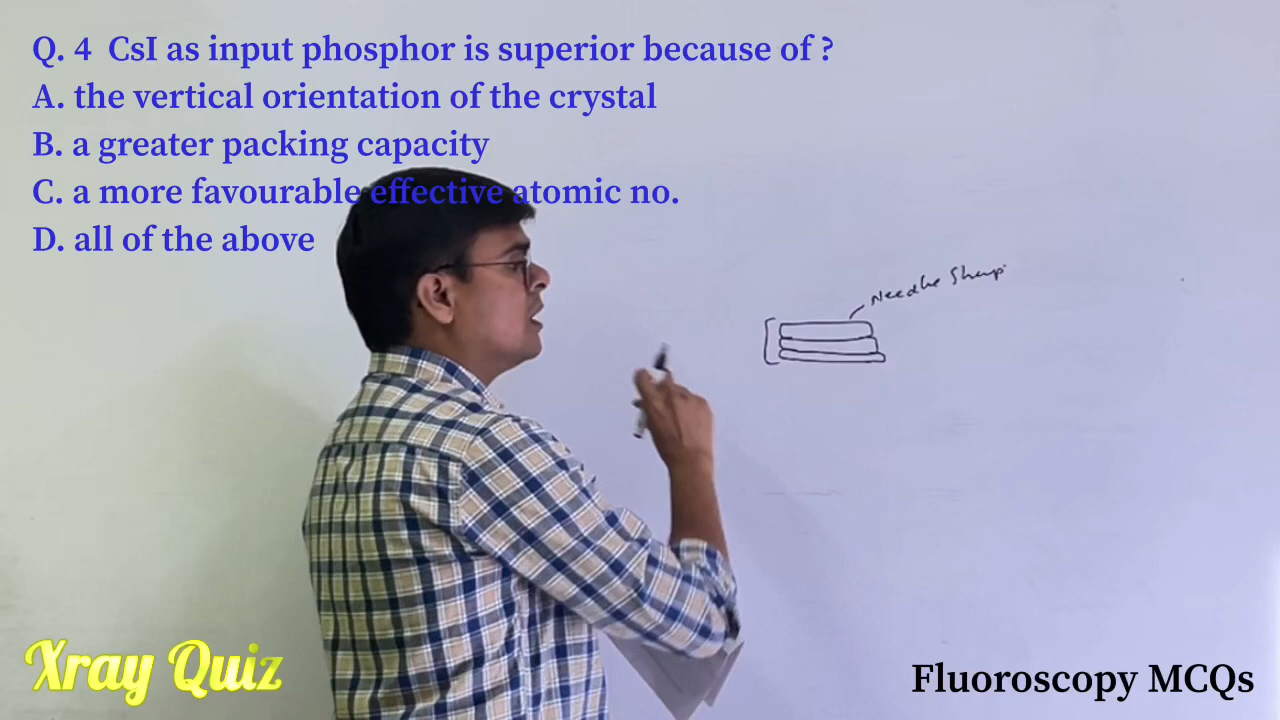 Q. 4 CsI as input phosphor is superior because of ?
A. the vertical orientation of the crystal
B. a greater packing capacity
C. a more favourable effective atomic no.
D. all of the above
Needle Shap
Xray Quiz
Fluoroscopy MCQs